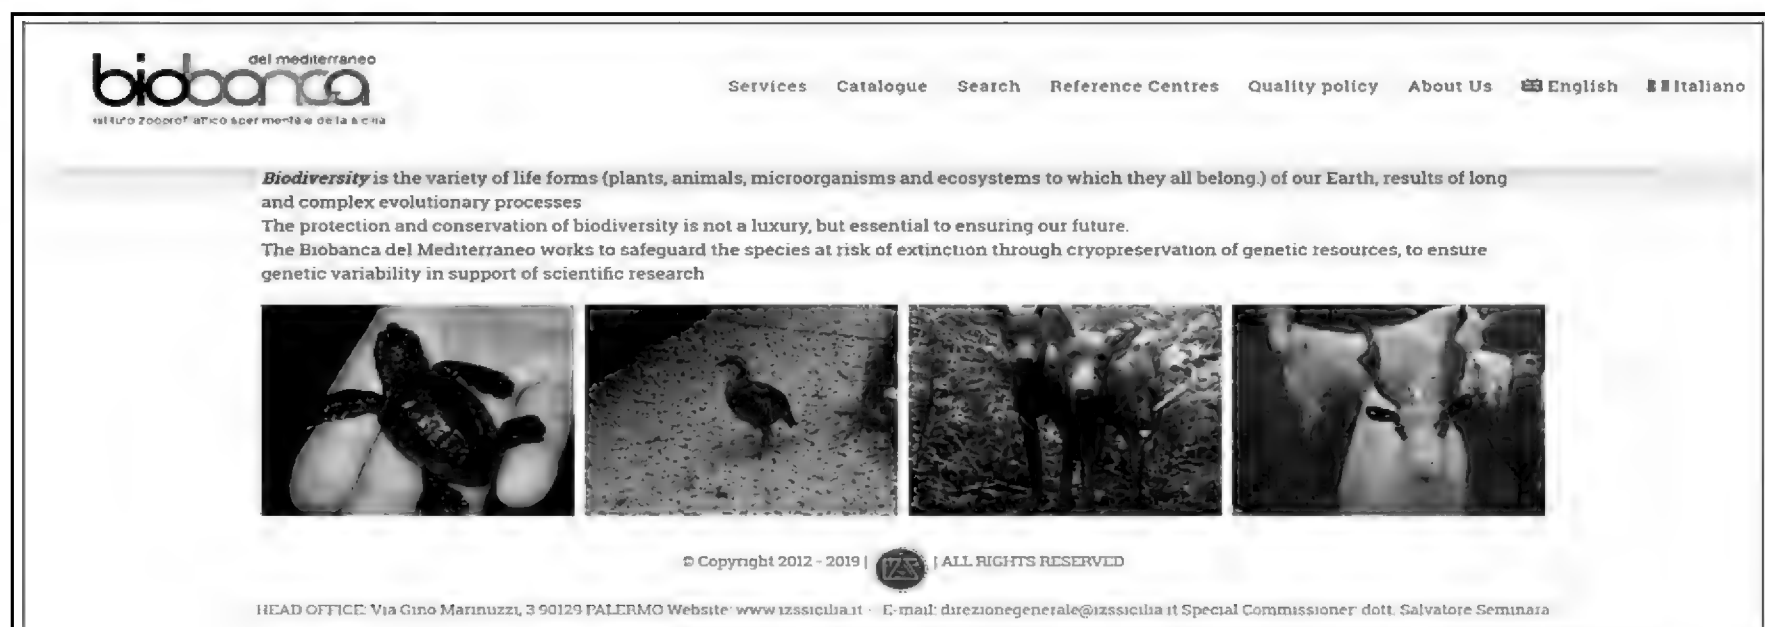 del mediterraneo
biobanca
istituto zooprofilattico sperimentale della sicilia
Services Catalogue Search Reference Centres Quality policy About Us English Italiano
Biodiversity is the variety of life forms (plants, animals, microorganisms and ecosystems to which they all belong.) of our Earth, results of long
and complex evolutionary processes
The protection and conservation of biodiversity is not a luxury, but essential to ensuring our future.
The Biobanca del Mediterraneo works to safeguard the species at risk of extinction through cryopreservation of genetic resources, to ensure
genetic variability in support of scientific research
© Copyright 2012 - 2019 | IZS | ALL RIGHTS RESERVED
HEAD OFFICE: Via Gino Marinuzzi, 3 90129 PALERMO Website: www.izssicilia.it - E-mail: direzionegenerale@izssicilia.it Special Commissioner: dott. Salvatore Seminara